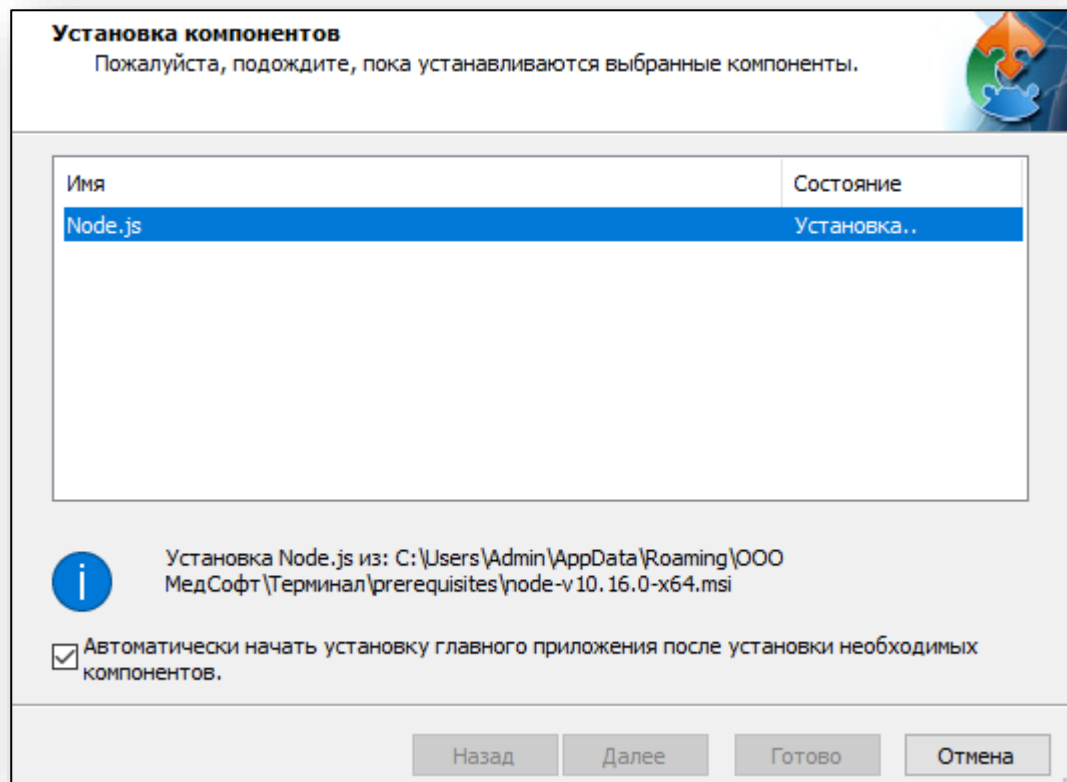 Установка компонентов
Пожалуйста, подождите, пока устанавливаются выбранные компоненты.
Имя Состояние
Node.js Установка..
Установка Node.js из: C:\Users\Admin\AppData\Roaming\ООО
МедСофт\Терминал\prerequisites\node-v10.16.0-x64.msi
Автоматически начать установку главного приложения после установки необходимых
компонентов.
Назад Далее Готово Отмена